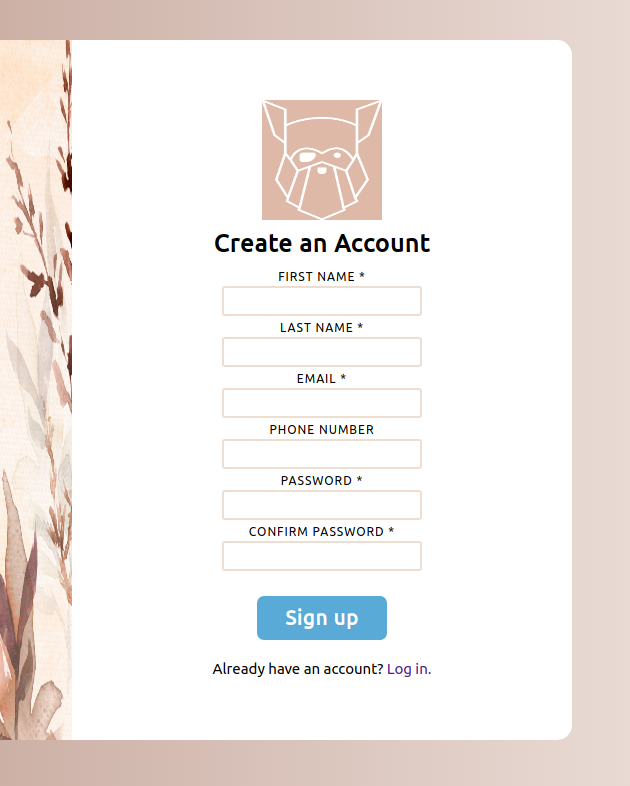 Create an Account
FIRST NAME *
LAST NAME *
EMAIL *
PHONE NUMBER
PASSWORD *
CONFIRM PASSWORD *
Sign up
Already have an account? Log in.